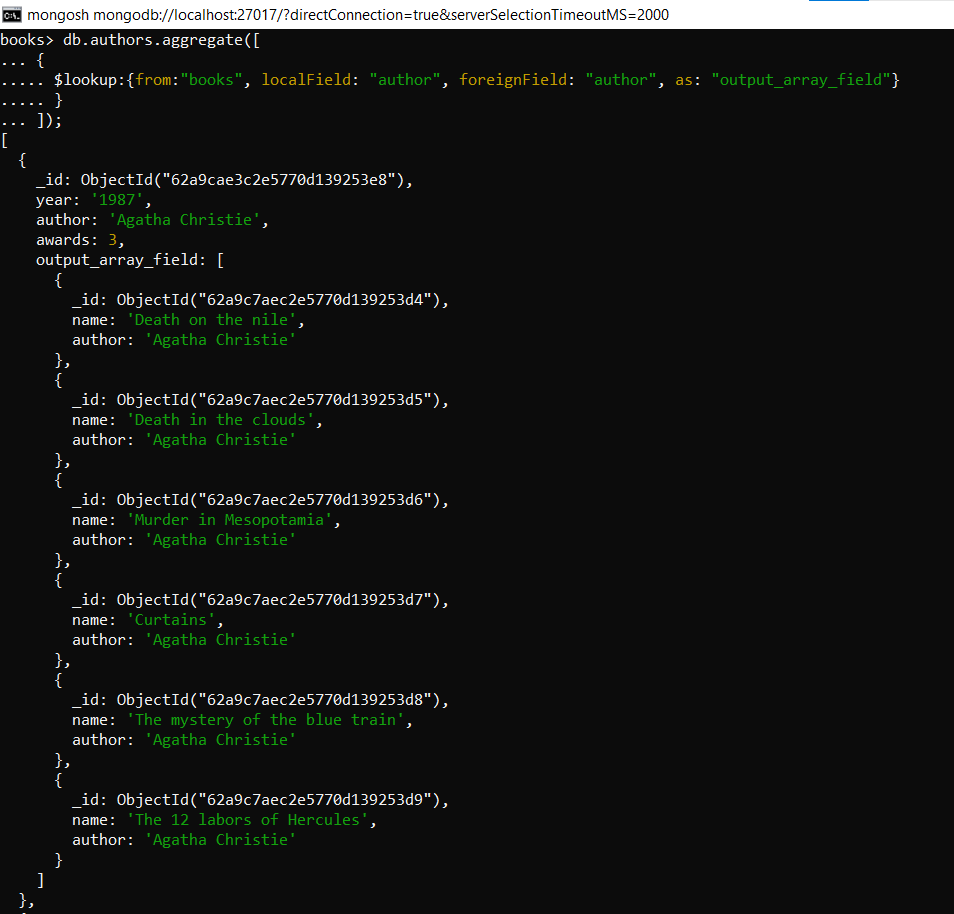 mongosh mongodb://localhost:27017/?directConnection=true&serverSelectionTimeoutMS=2000
books> db.authors.aggregate([
... {
..... $lookup:{from:"books", localField: "author", foreignField: "author", as: "output_array_field"}
..... }
... ]);
[
  {
    _id: ObjectId("62a9cae3c2e5770d139253e8"),
    year: '1987',
    author: 'Agatha Christie',
    awards: 3,
    output_array_field: [
      {
        _id: ObjectId("62a9c7aec2e5770d139253d4"),
        name: 'Death on the nile',
        author: 'Agatha Christie'
      },
      {
        _id: ObjectId("62a9c7aec2e5770d139253d5"),
        name: 'Death in the clouds',
        author: 'Agatha Christie'
      },
      {
        _id: ObjectId("62a9c7aec2e5770d139253d6"),
        name: 'Murder in Mesopotamia',
        author: 'Agatha Christie'
      },
      {
        _id: ObjectId("62a9c7aec2e5770d139253d7"),
        name: 'Curtains',
        author: 'Agatha Christie'
      },
      {
        _id: ObjectId("62a9c7aec2e5770d139253d8"),
        name: 'The mystery of the blue train',
        author: 'Agatha Christie'
      },
      {
        _id: ObjectId("62a9c7aec2e5770d139253d9"),
        name: 'The 12 labors of Hercules',
        author: 'Agatha Christie'
      }
    ]
  },